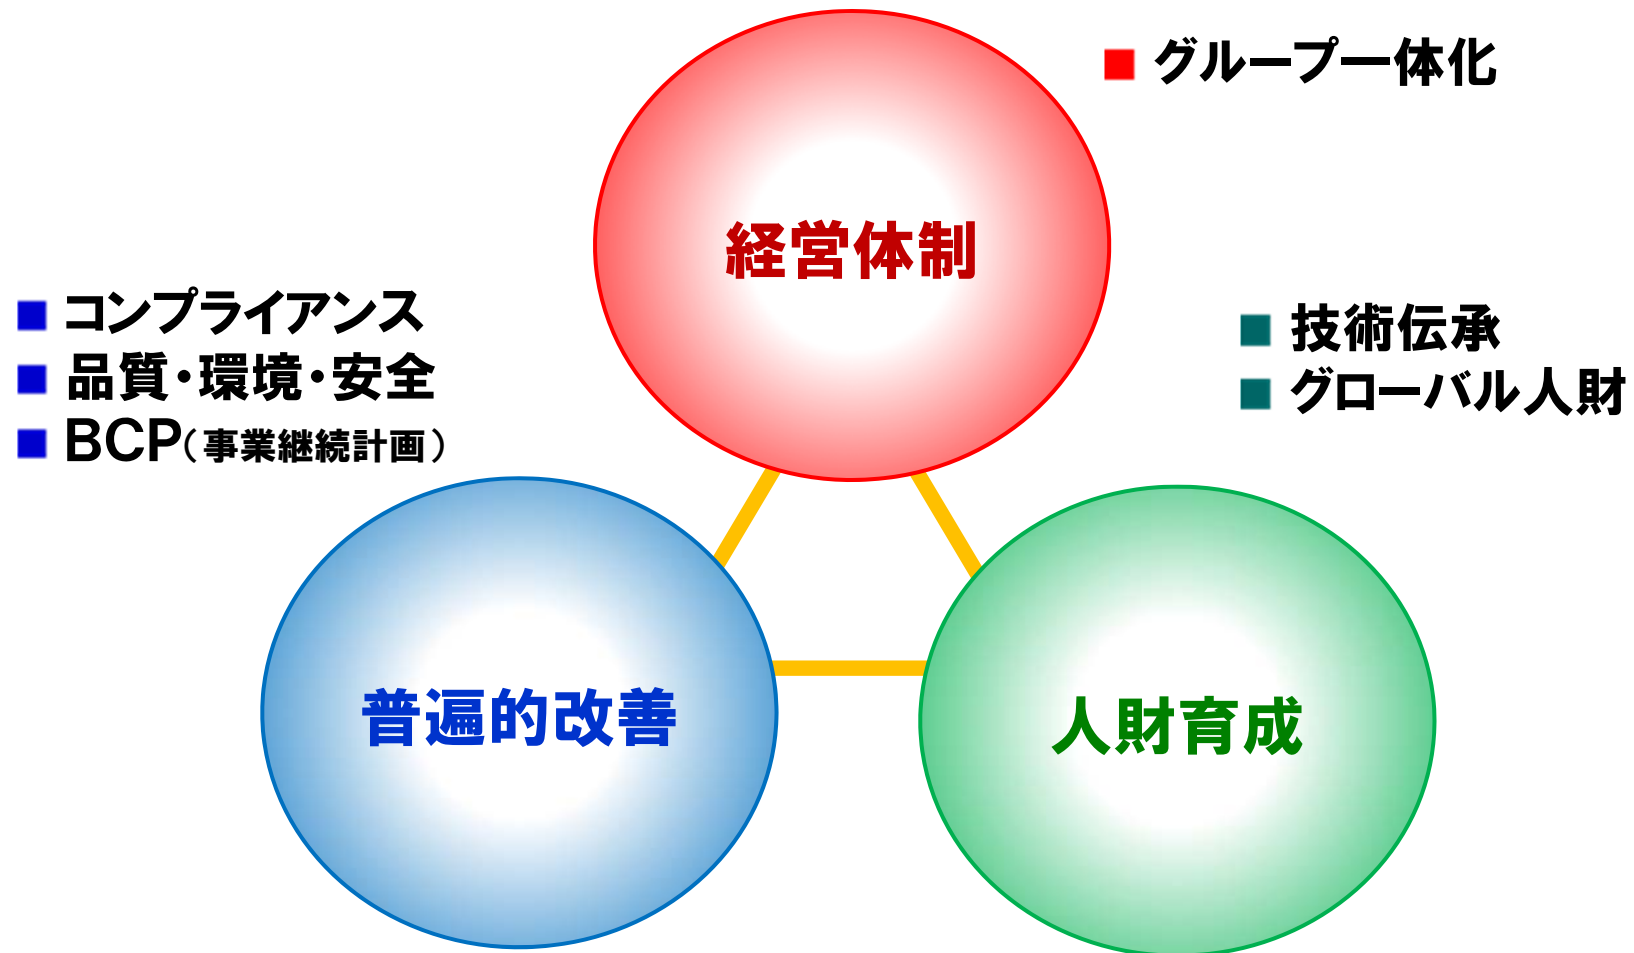 ■ グループ一体化
経営体制
■ コンプライアンス
■ 品質・環境・安全
■ BCP(事業継続計画)
■ 技術伝承
■ グローバル人財
普遍的改善
人財育成